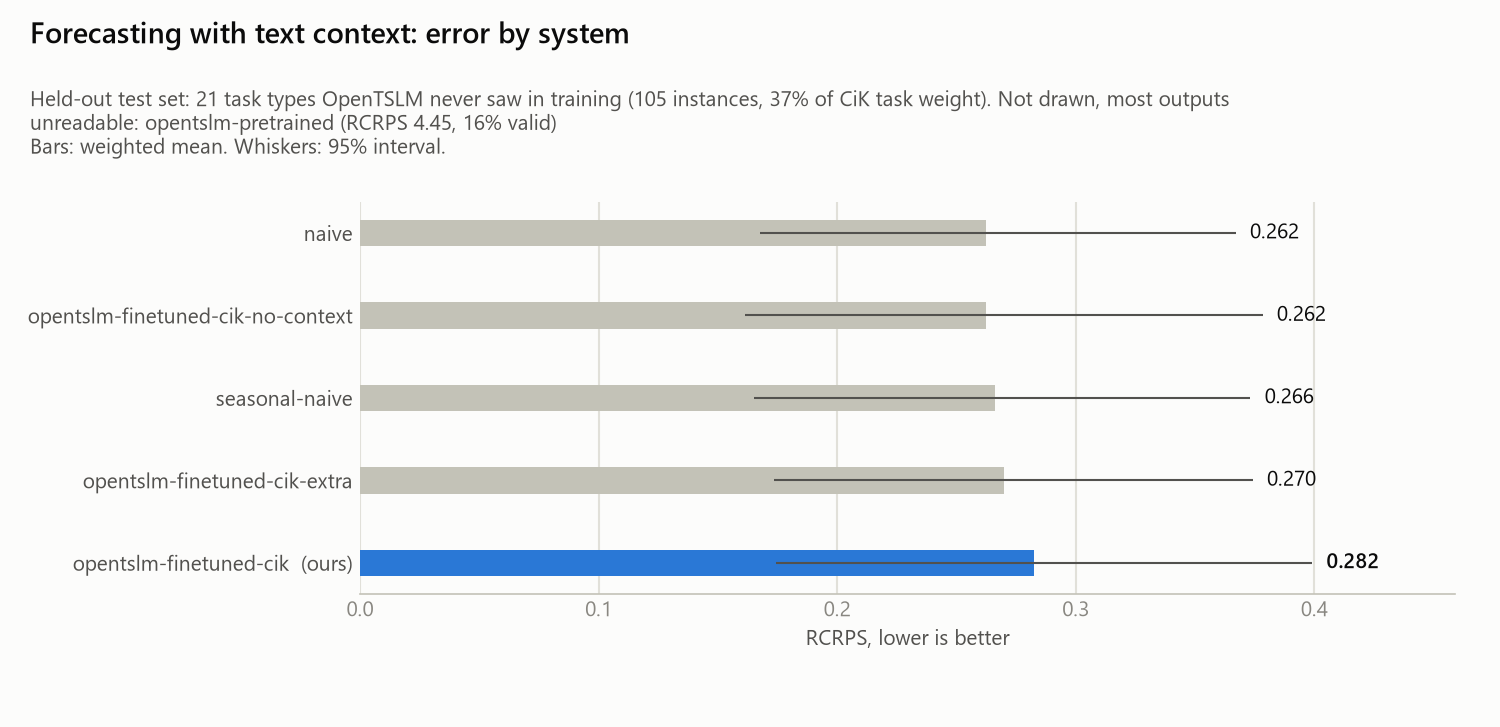 Forecasting with text context: error by system
Held-out test set: 21 task types OpenTSLM never saw in training (105 instances, 37% of CiK task weight). Not drawn, most outputs
unreadable: opentslm-pretrained (RCRPS 4.45, 16% valid)
Bars: weighted mean. Whiskers: 95% interval.
naive 0.262
opentslm-finetuned-cik-no-context 0.262
seasonal-naive 0.266
opentslm-finetuned-cik-extra 0.270
opentslm-finetuned-cik (ours) 0.282
0.0 0.1 0.2 0.3 0.4
RCRPS, lower is better